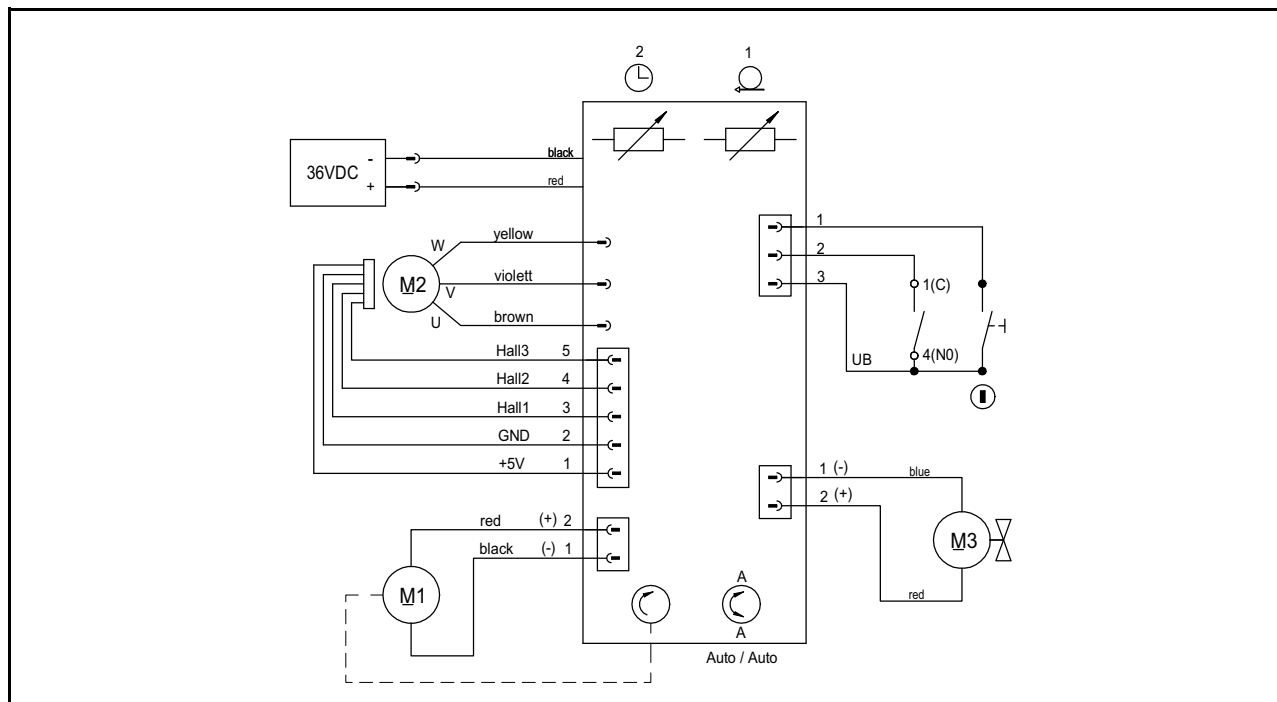 2 1
36VDC - black
+ red
W yellow
M2 V violett
U brown
Hall3 5
Hall2 4
Hall1 3
GND 2
+5V 1
red (+) 2
black (-) 1
M1
1
2
3
1(C)
4(N0)
UB
1 (-) blue
2 (+)
M3
red
A
A
Auto / Auto